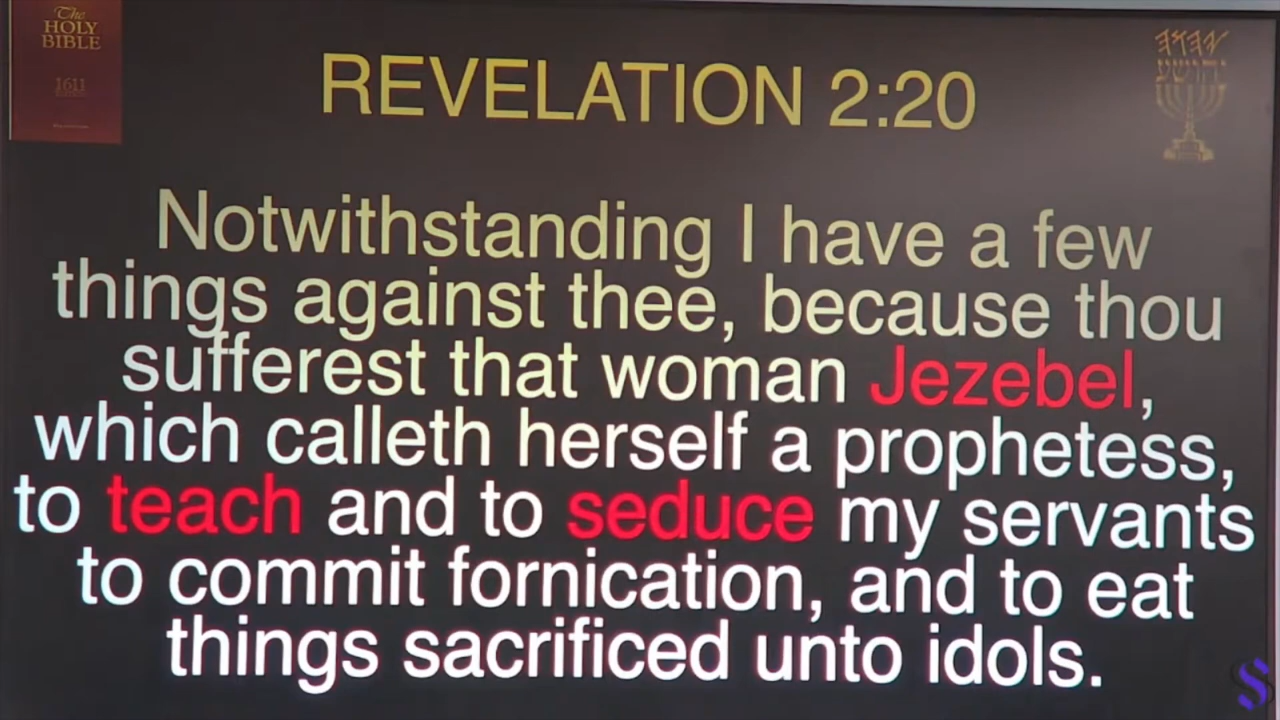 The
HOLY
BIBLE
1611
REVELATION 2:20
Notwithstanding I have a few
things against thee, because thou
sufferest that woman Jezebel,
which calleth herself a prophetess,
to teach and to seduce my servants
to commit fornication, and to eat
things sacrificed unto idols.
S